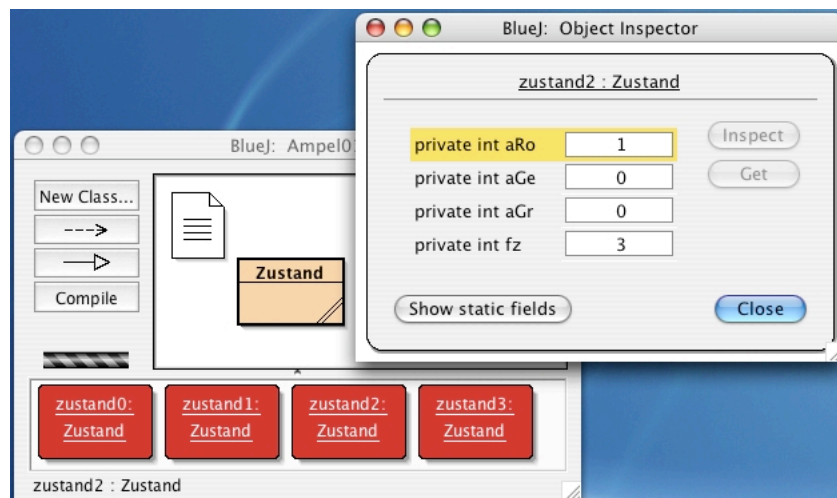 BlueJ: Object Inspector
zustand2 : Zustand
private int aRo 1
private int aGe 0
private int aGr 0
private int fz 3
Inspect
Get
Show static fields
Close
BlueJ: Ampel01
New Class...
Compile
Zustand
zustand0:
Zustand
zustand1:
Zustand
zustand2:
Zustand
zustand3:
Zustand
zustand2 : Zustand